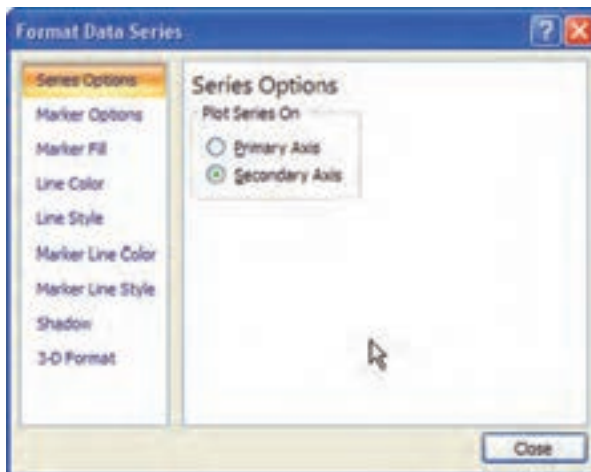 Format Data Series
Series Options
Marker Options
Marker Fill
Line Color
Line Style
Marker Line Color
Marker Line Style
Shadow
3-D Format
Series Options
Plot Series On
Primary Axis
Secondary Axis
Close